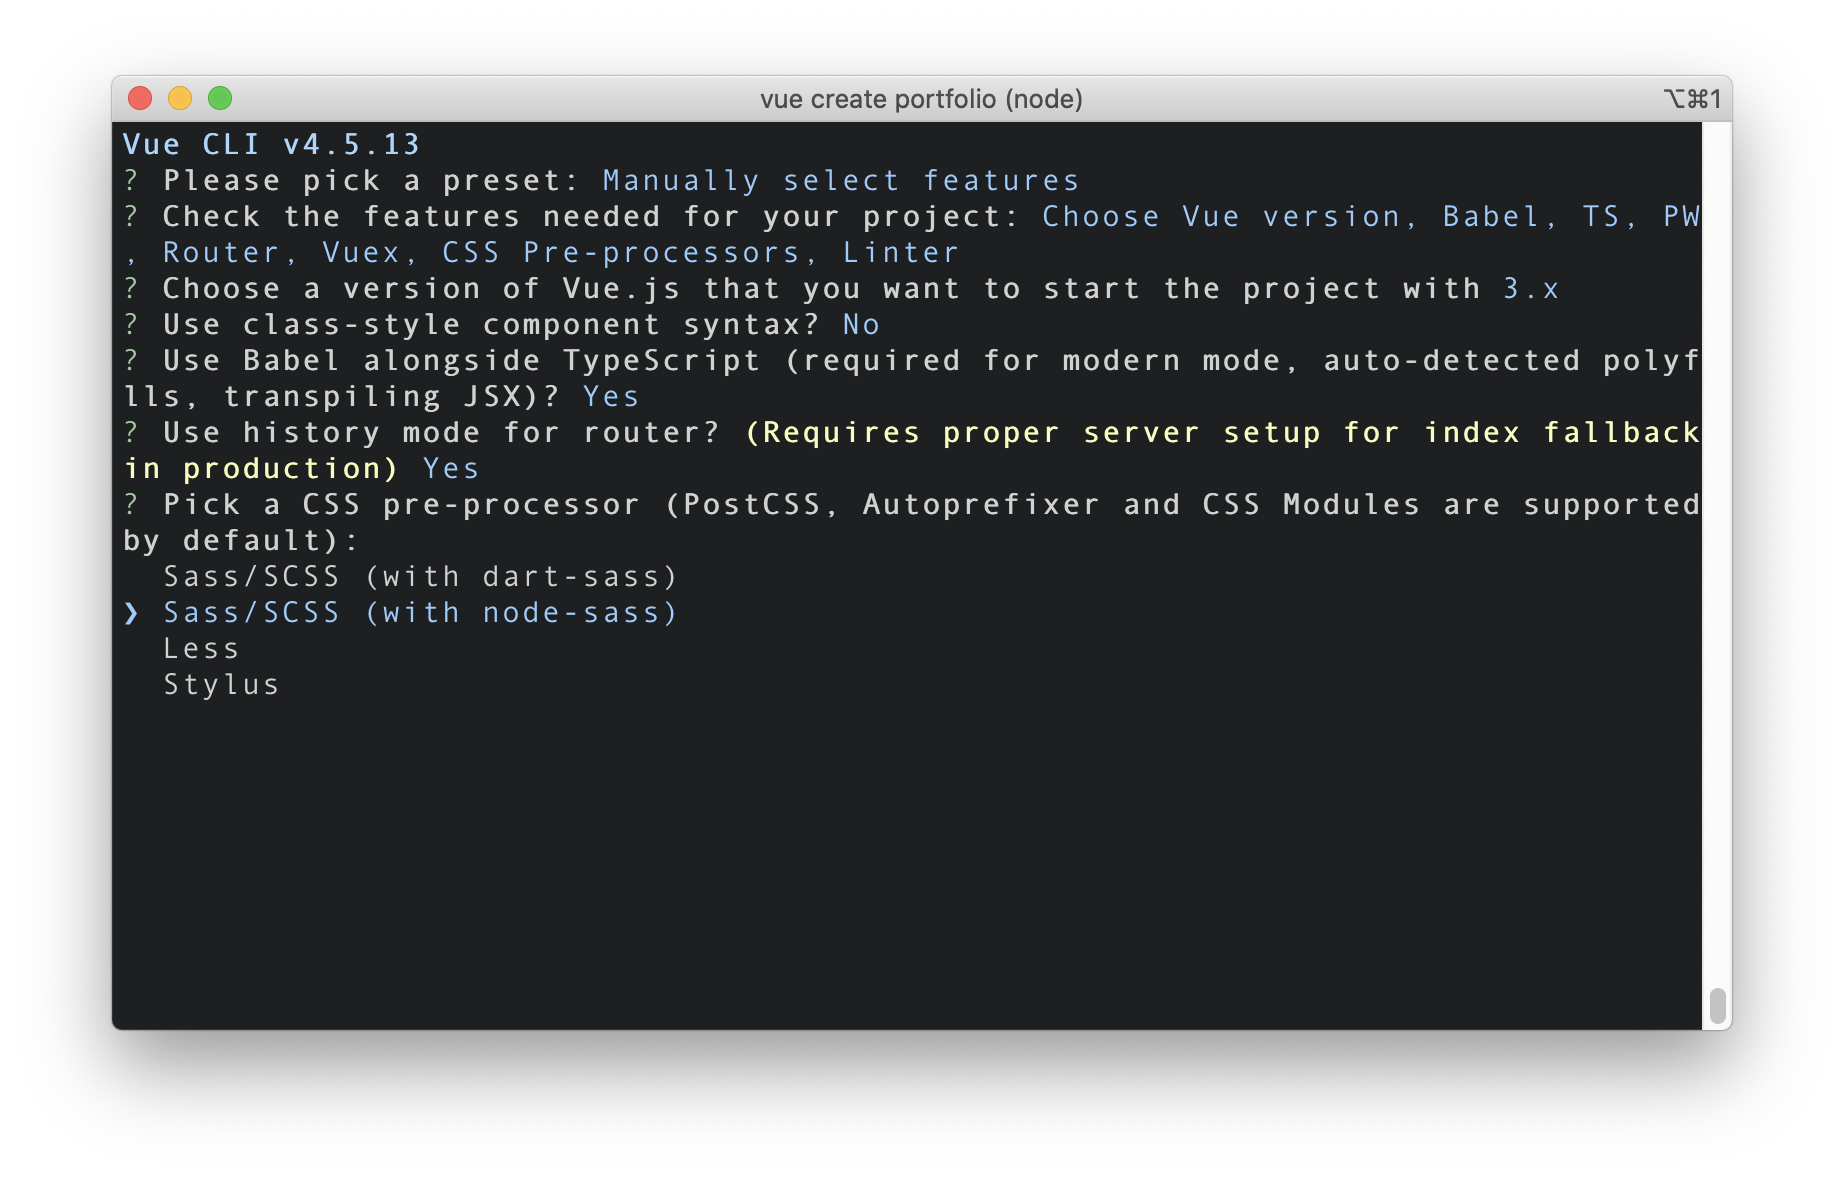 vue create portfolio (node)
⌥⌘1
Vue CLI v4.5.13
? Please pick a preset: Manually select features
? Check the features needed for your project: Choose Vue version, Babel, TS, PW
, Router, Vuex, CSS Pre-processors, Linter
? Choose a version of Vue.js that you want to start the project with 3.x
? Use class-style component syntax? No
? Use Babel alongside TypeScript (required for modern mode, auto-detected polyf
lls, transpiling JSX)? Yes
? Use history mode for router? (Requires proper server setup for index fallback
in production) Yes
? Pick a CSS pre-processor (PostCSS, Autoprefixer and CSS Modules are supported
by default):
Sass/SCSS (with dart-sass)
❯ Sass/SCSS (with node-sass)
Less
Stylus